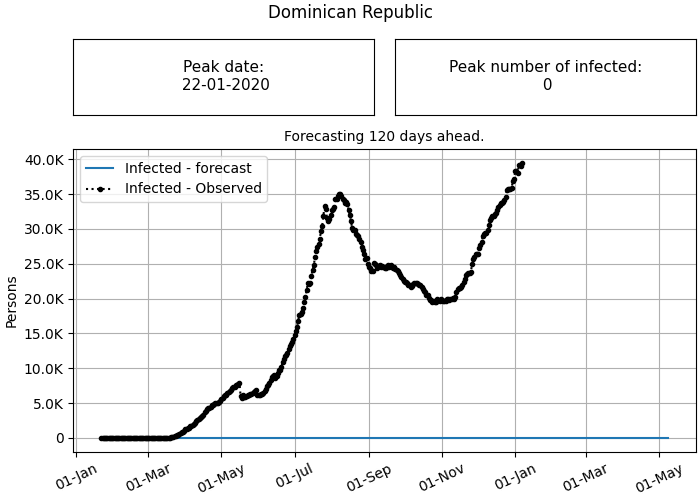 Dominican Republic
Peak date:
22-01-2020
Peak number of infected:
0
Forecasting 120 days ahead.
Infected - forecast
Infected - Observed
Persons
40.0K
35.0K
30.0K
25.0K
20.0K
15.0K
10.0K
5.0K
0
01-Jan
01-Mar
01-May
01-Jul
01-Sep
01-Nov
01-Jan
01-Mar
01-May